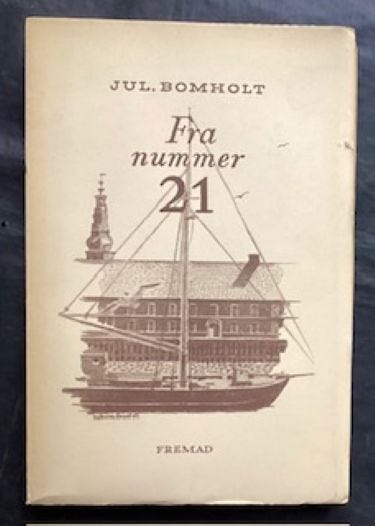 JUL. BOMHOLT
Fra
nummer
21
FREMAD